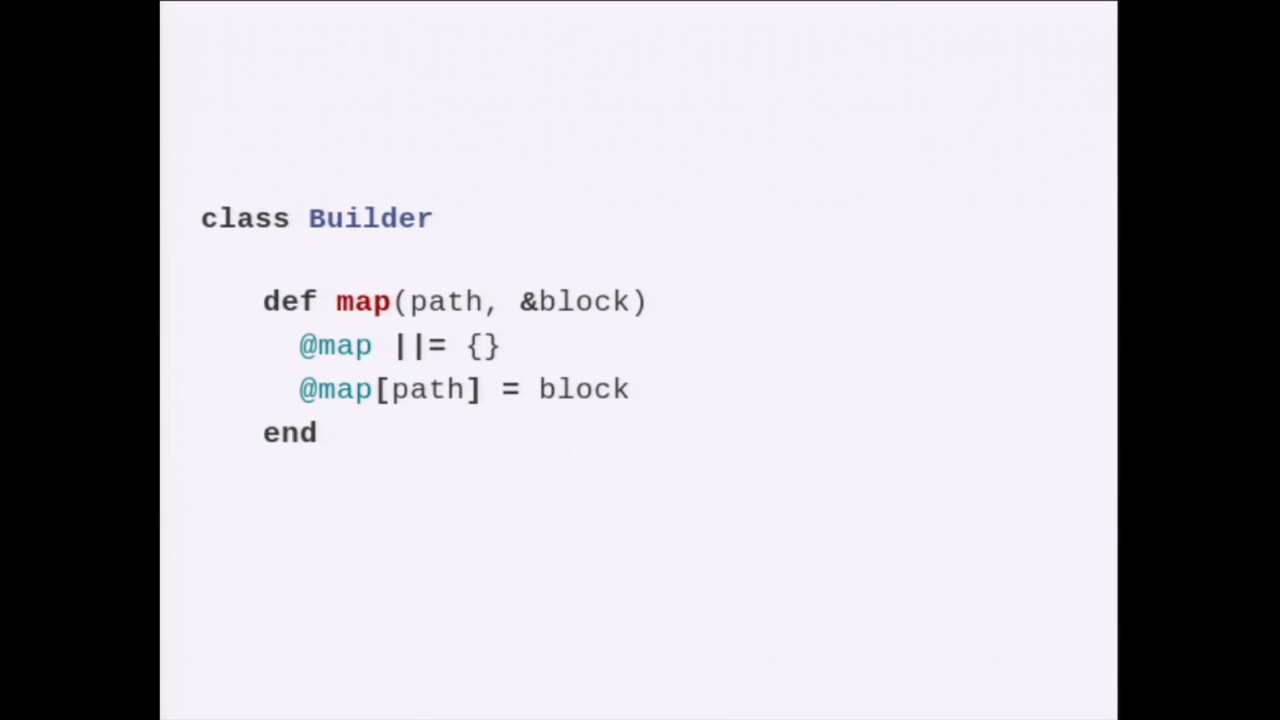 class Builder
def map(path, &block)
@map ||= {}
@map[path] = block
end